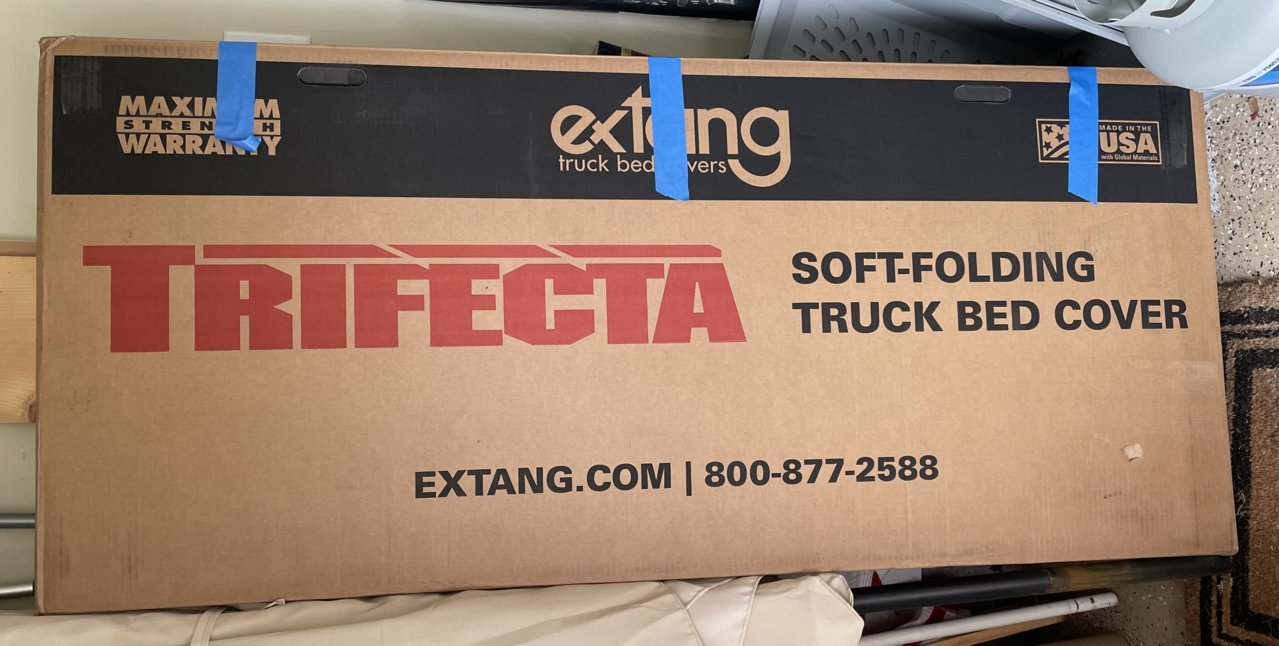 MAXIMUM
STRENGTH
WARRANTY
extang
truck bed covers
MADE IN THE
USA
with Global Materials
TRIFECTA
SOFT-FOLDING
TRUCK BED COVER
EXTANG.COM | 800-877-2588